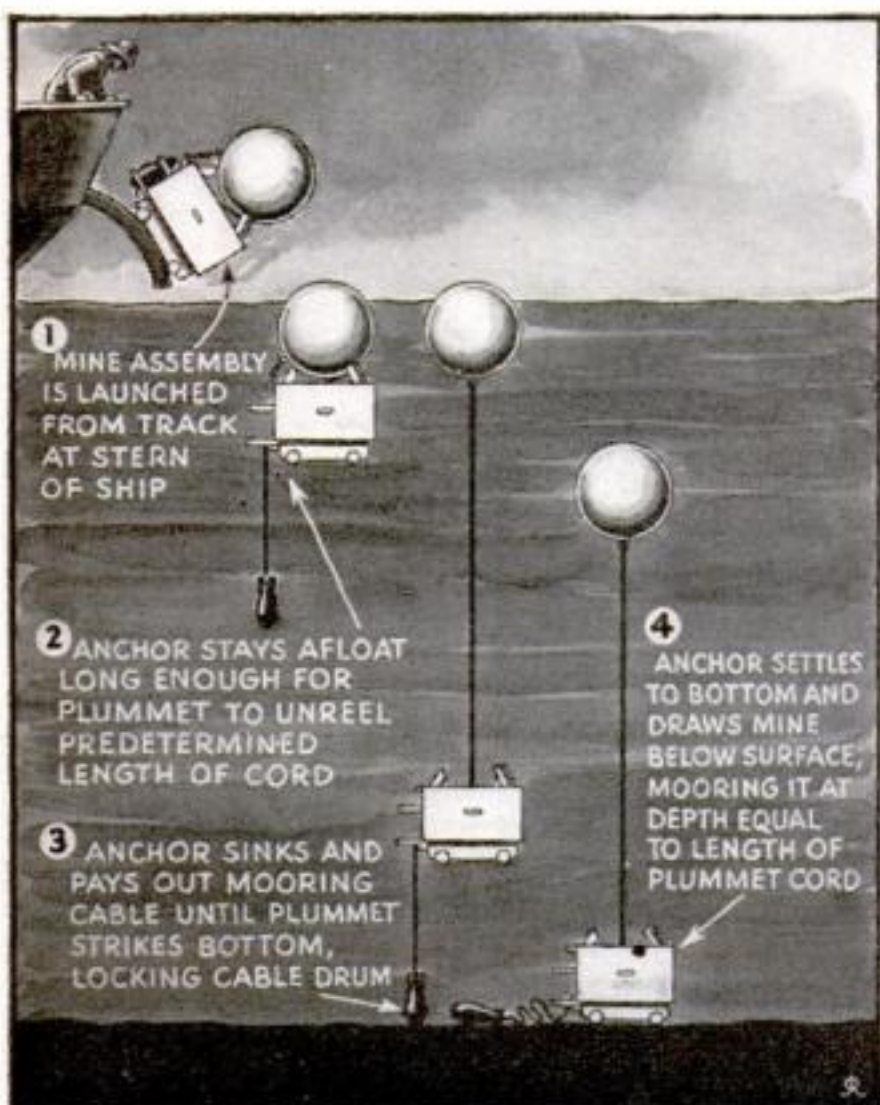 1
MINE ASSEMBLY
IS LAUNCHED
FROM TRACK
AT STERN
OF SHIP
2
ANCHOR STAYS AFLOAT
LONG ENOUGH FOR
PLUMMET TO UNREEL
PREDETERMINED
LENGTH OF CORD
3
ANCHOR SINKS AND
PAYS OUT MOORING
CABLE UNTIL PLUMMET
STRIKES BOTTOM,
LOCKING CABLE DRUM
4
ANCHOR SETTLES
TO BOTTOM AND
DRAWS MINE
BELOW SURFACE,
MOORING IT AT
DEPTH EQUAL
TO LENGTH OF
PLUMMET CORD